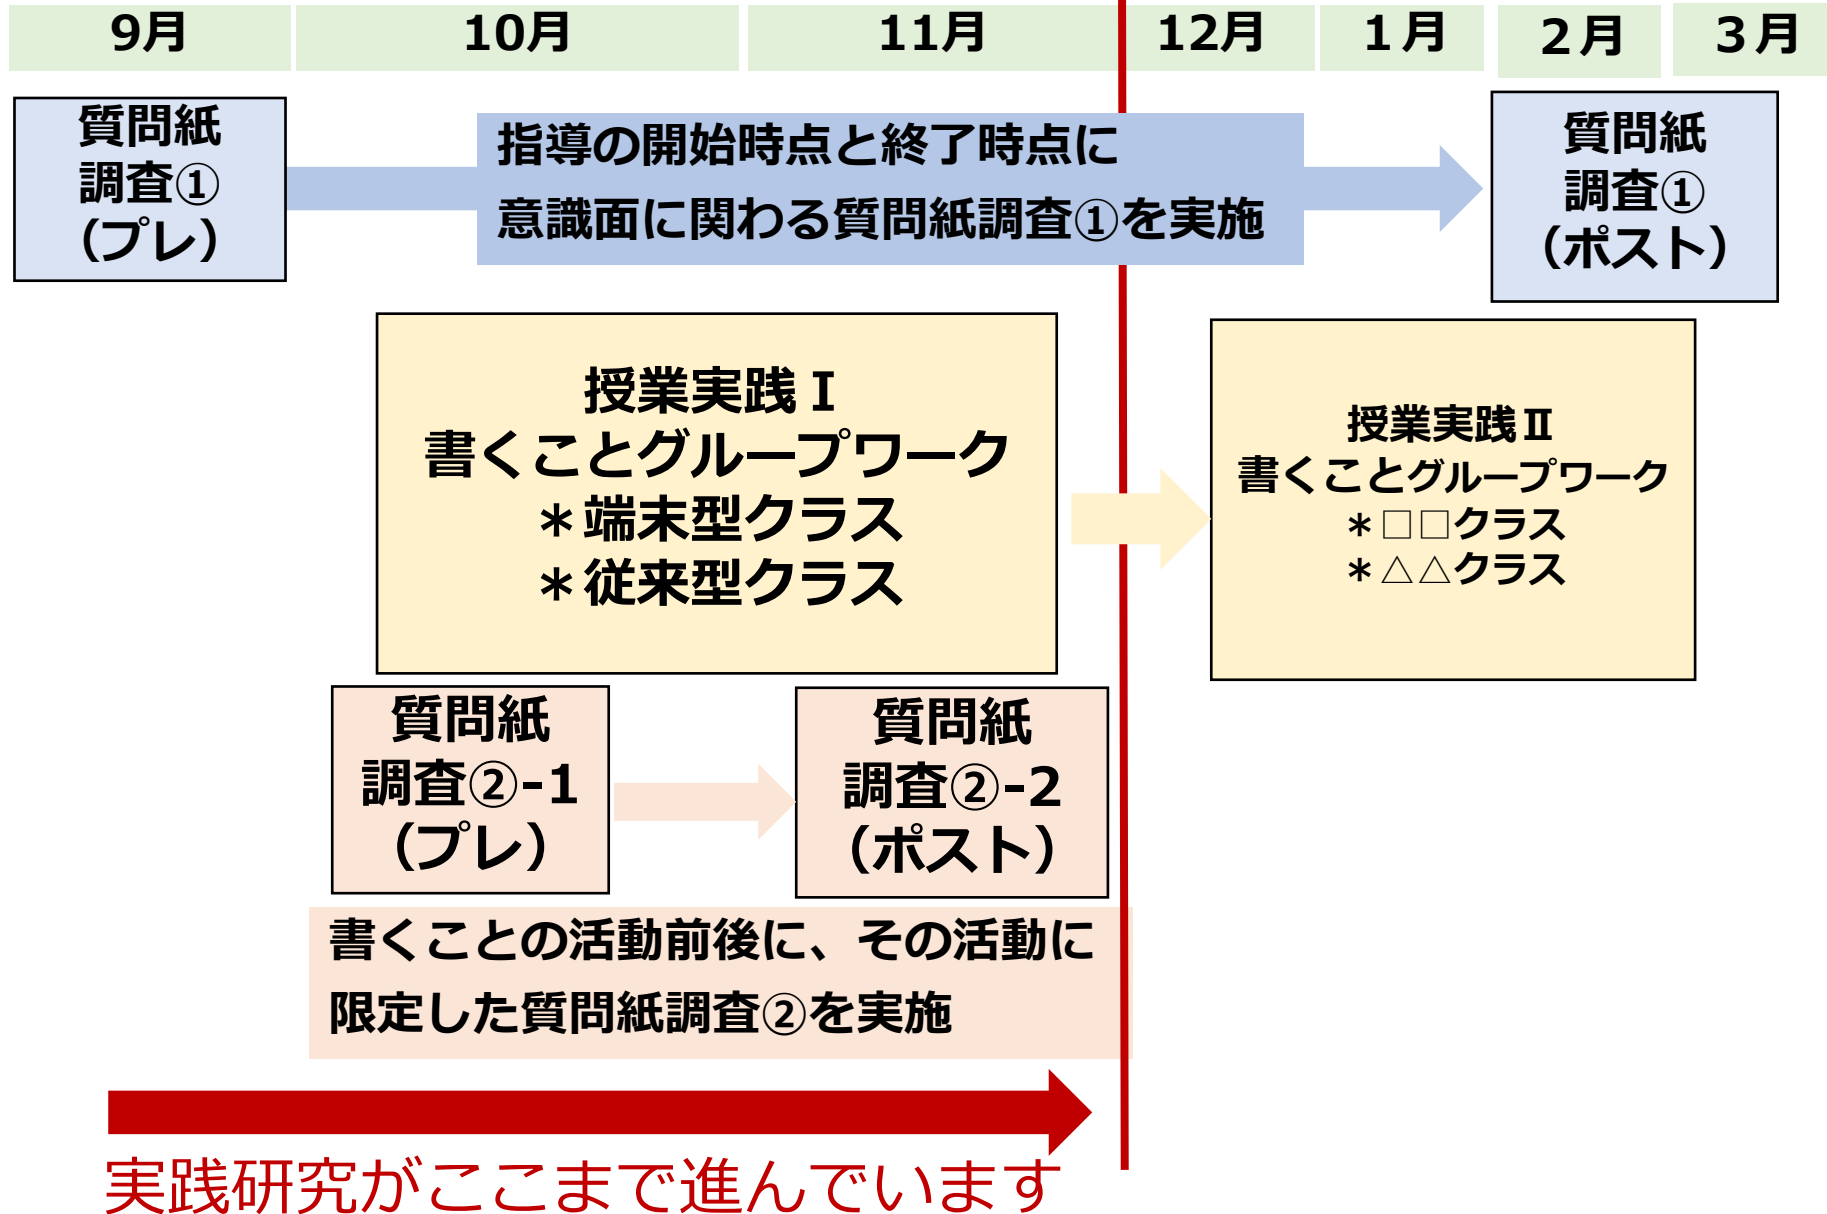 9月 10月 11月 12月 1月 2月 3月
質問紙
調査①
（プレ）
指導の開始時点と終了時点に
意識面に関わる質問紙調査①を実施
質問紙
調査①
（ポスト）
授業実践Ⅰ
書くことグループワーク
＊端末型クラス
＊従来型クラス
授業実践Ⅱ
書くことグループワーク
＊□□クラス
＊△△クラス
質問紙
調査②-1
（プレ）
質問紙
調査②-2
（ポスト）
書くことの活動前後に、その活動に
限定した質問紙調査②を実施
実践研究がここまで進んでいます